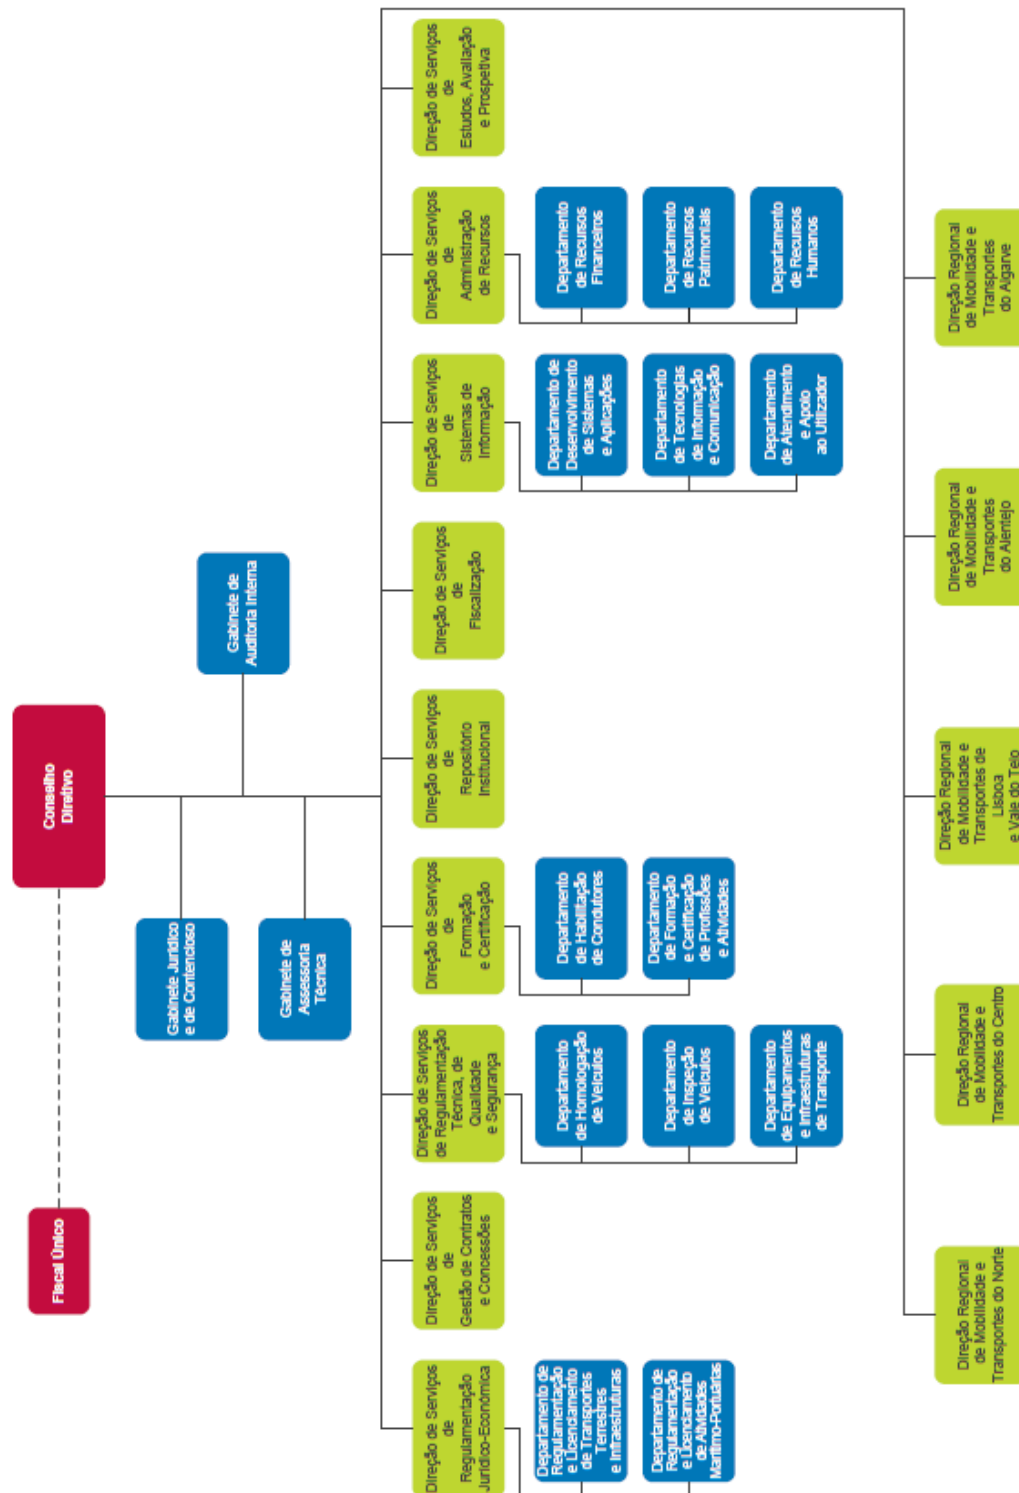 Conselho
Diretivo
Fiscal Único
Gabinete Jurídico
e de Contencioso
Gabinete de
Auditoria Interna
Gabinete de
Assessoria
Técnica
Direção de Serviços
de
Regulamentação
Jurídico-Económica
Direção de Serviços
de
Gestão de Contratos
e Concessões
Direção de Serviços
de Regulamentação
Técnica, de
Qualidade
e Segurança
Direção de Serviços
de
Formação
e Certificação
Direção de Serviços
de
Repositório
Institucional
Direção de Serviços
de
Fiscalização
Direção de Serviços
de
Sistemas de
Informação
Direção de Serviços
de
Administração
de Recursos
Direção de Serviços
de
Estudos, Avaliação
e Prospetiva
Departamento de
Regulamentação
e Licenciamento
de Transportes
Terrestres
e Infraestruturas
Departamento de
Regulamentação
e Licenciamento
de Atividades
Marítimo-Portuárias
Departamento
de Homologação
de Veículos
Departamento
de Inspeção
de Veículos
Departamento
de Equipamentos
e Infraestruturas
de Transporte
Departamento
de Habilitação
de Condutores
Departamento
de Formação
e Certificação
de Profissões
e Atividades
Departamento de
Desenvolvimento
de Sistemas
e Aplicações
Departamento
de Tecnologias
de Informação
e Comunicação
Departamento
de Atendimento
e Apoio
ao Utilizador
Departamento
de Recursos
Financeiros
Departamento
de Recursos
Patrimoniais
Departamento
de Recursos
Humanos
Direção Regional
de Mobilidade e
Transportes do Norte
Direção Regional
de Mobilidade e
Transportes do Centro
Direção Regional
de Mobilidade e
Transportes de
Lisboa
e Vale do Tejo
Direção Regional
de Mobilidade e
Transportes
do Alentejo
Direção Regional
de Mobilidade e
Transportes
do Algarve